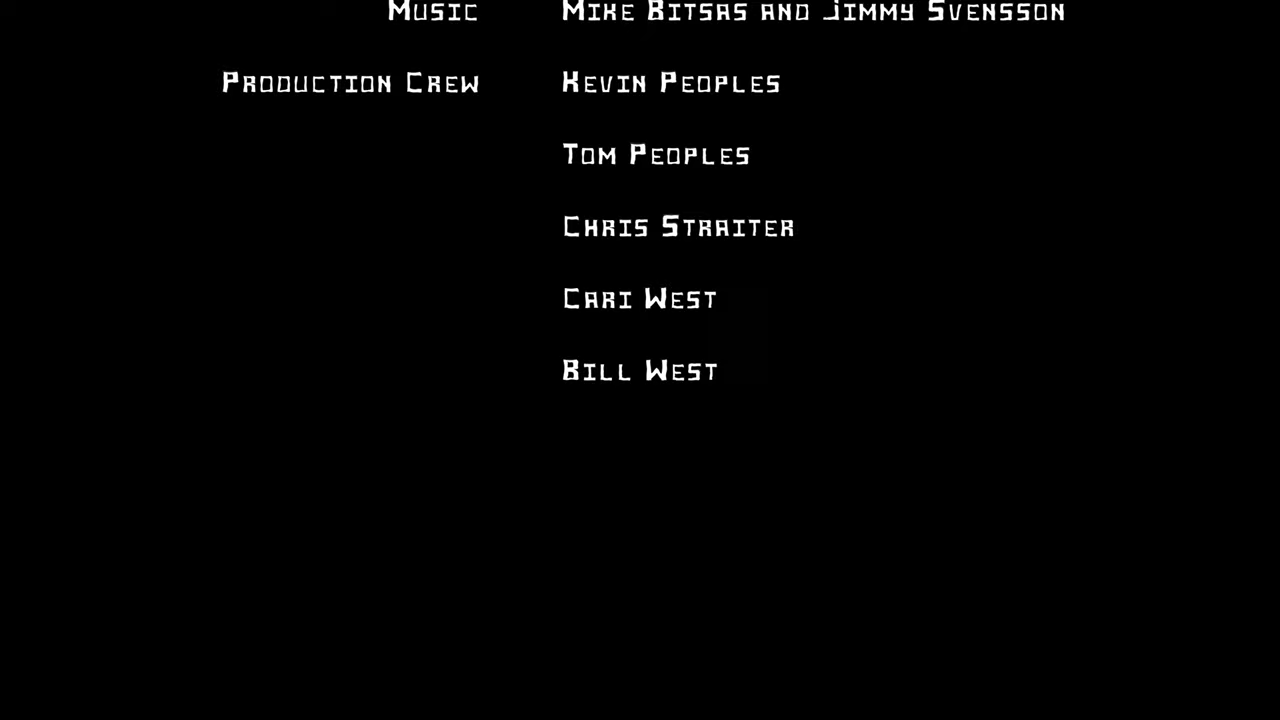 Music Mike Bitsas and Jimmy Svensson
Production Crew Kevin Peoples
Tom Peoples
Chris Straiter
Cari West
Bill West